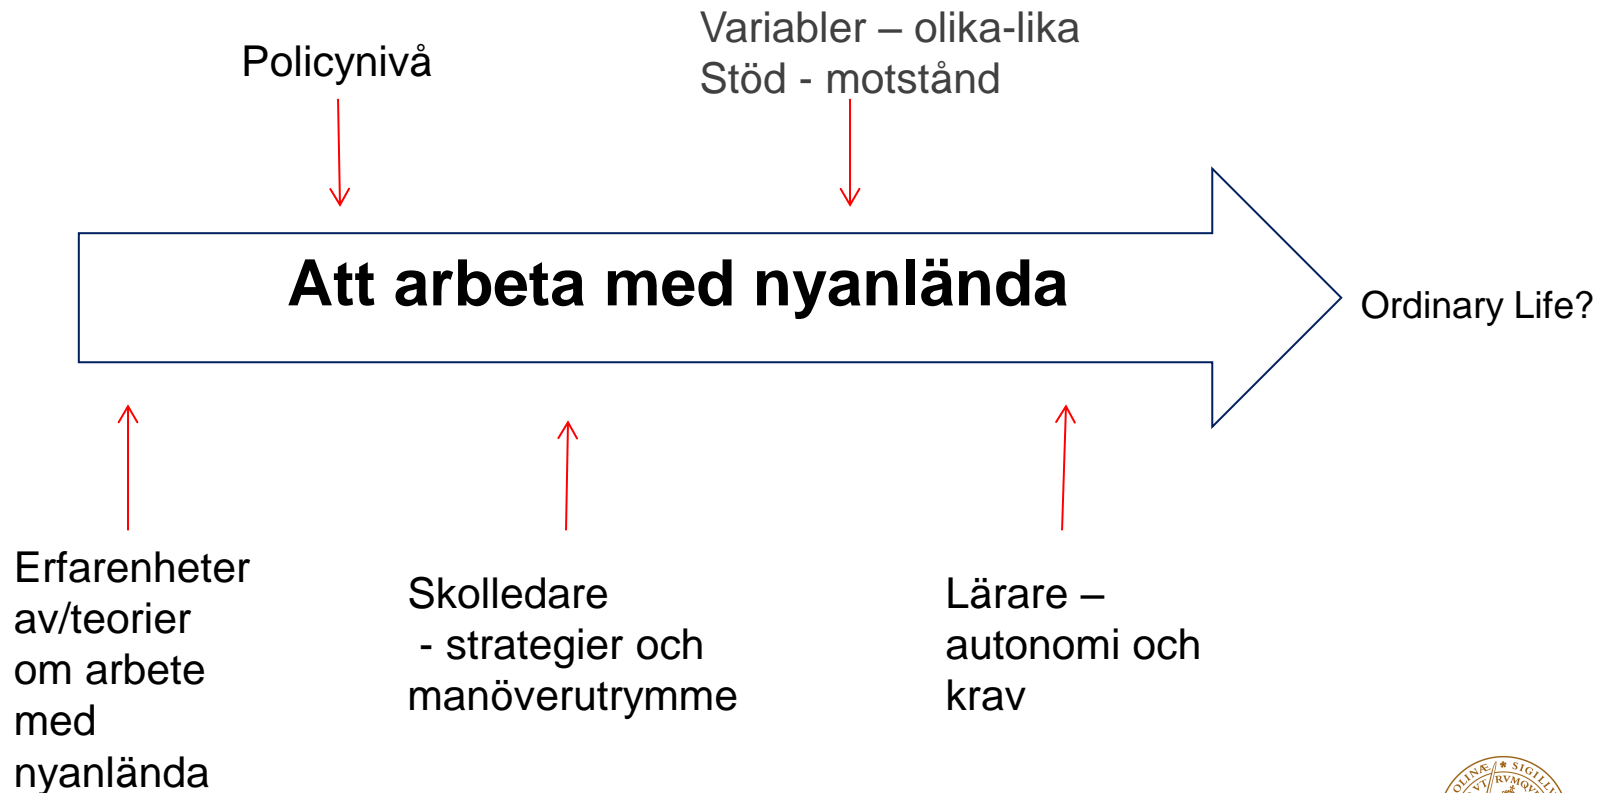 Policynivå
Variabler – olika-lika
Stöd - motstånd
Att arbeta med nyanlända
Ordinary Life?
Erfarenheter
av/teorier
om arbete
med
nyanlända
Skolledare
- strategier och
manöverutrymme
Lärare –
autonomi och
krav